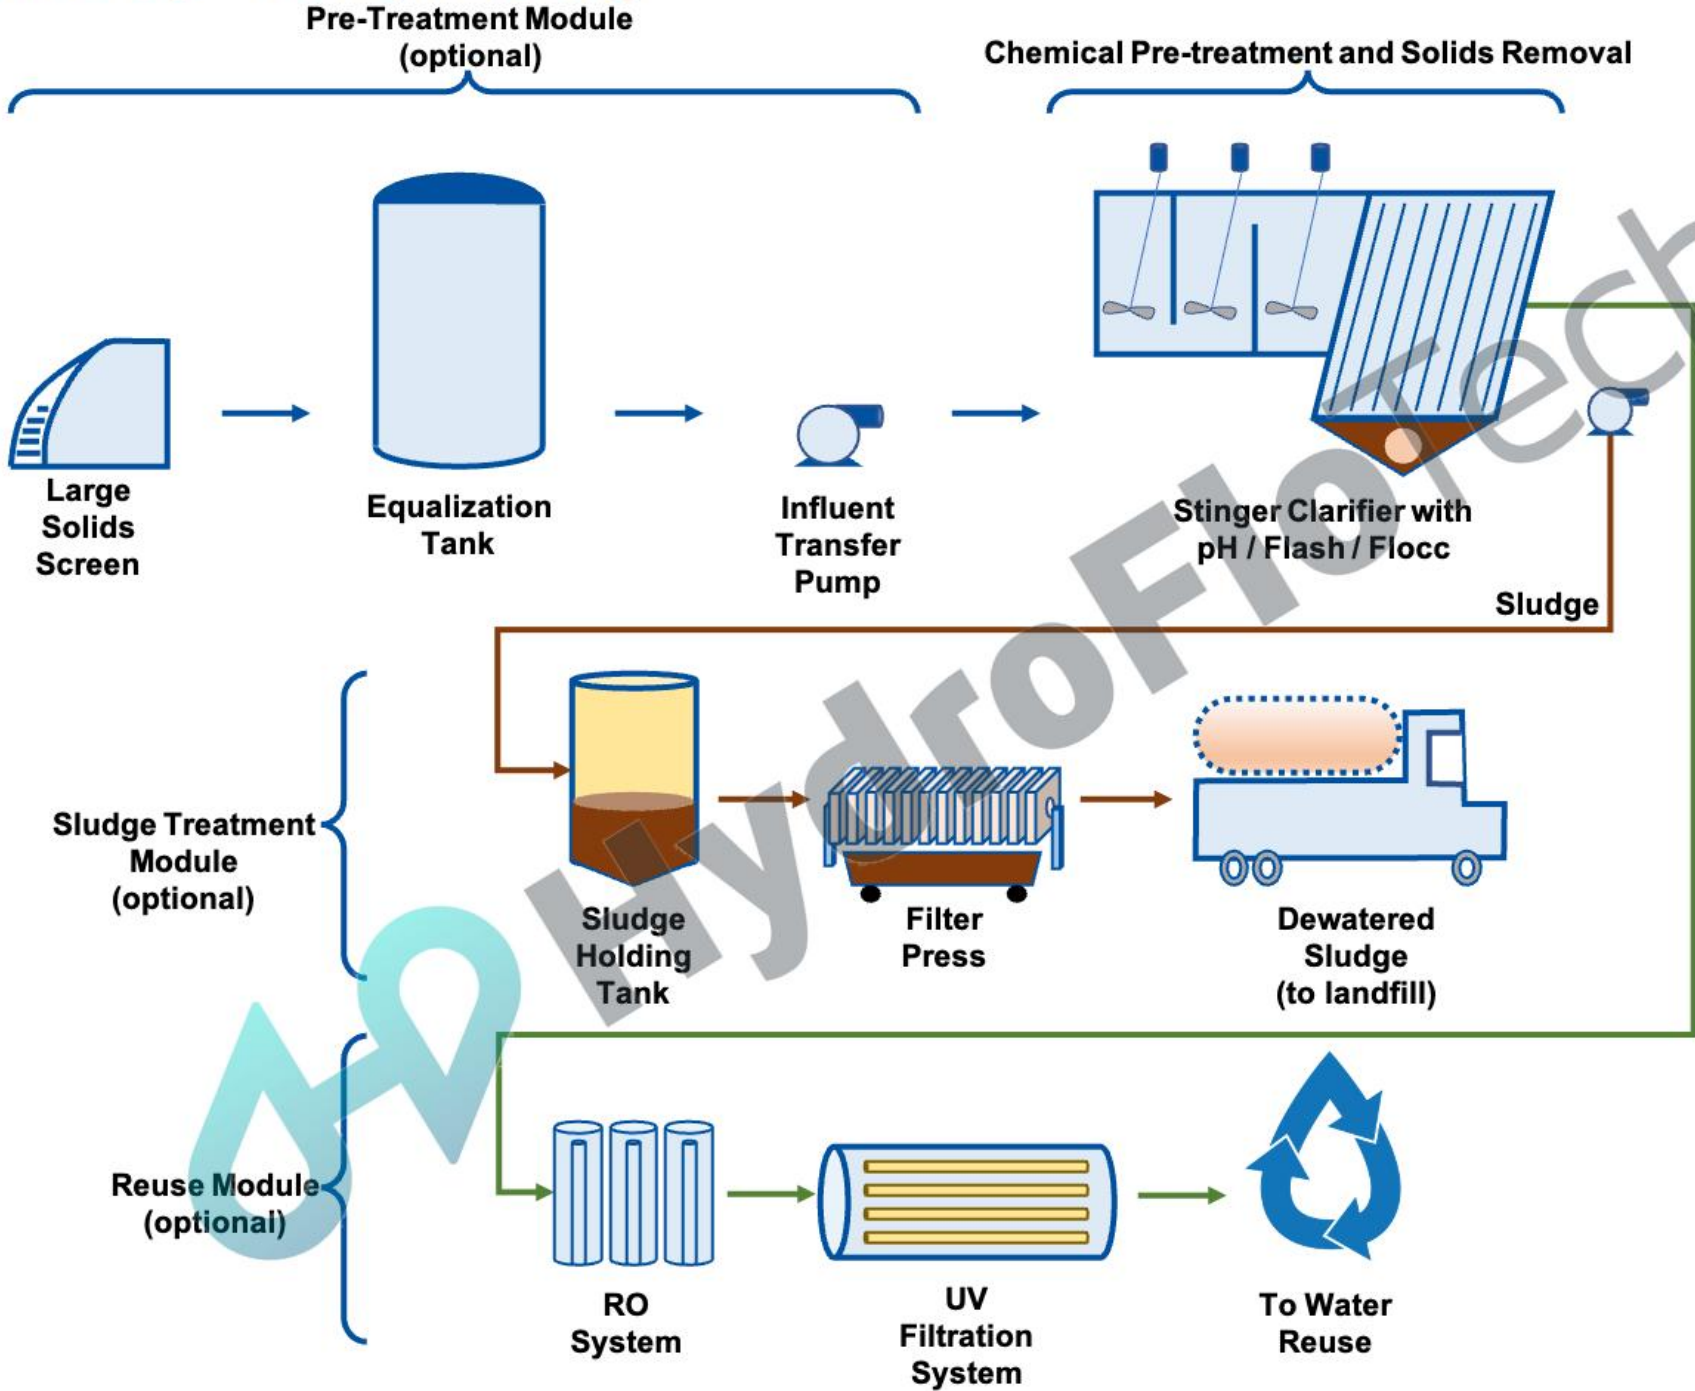 Pre-Treatment Module
(optional)
Chemical Pre-treatment and Solids Removal
Large
Solids
Screen
Equalization
Tank
Influent
Transfer
Pump
Stinger Clarifier with
pH / Flash / Flocc
Sludge
Sludge Treatment
Module
(optional)
Sludge
Holding
Tank
Filter
Press
Dewatered
Sludge
(to landfill)
Reuse Module
(optional)
RO
System
UV
Filtration
System
To Water
Reuse
HydroFloTech